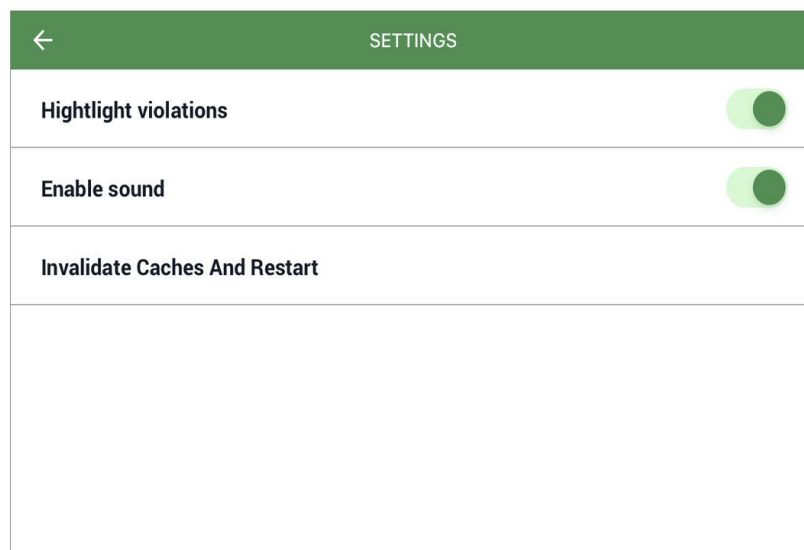 SETTINGS
Hightlight violations
Enable sound
Invalidate Caches And Restart